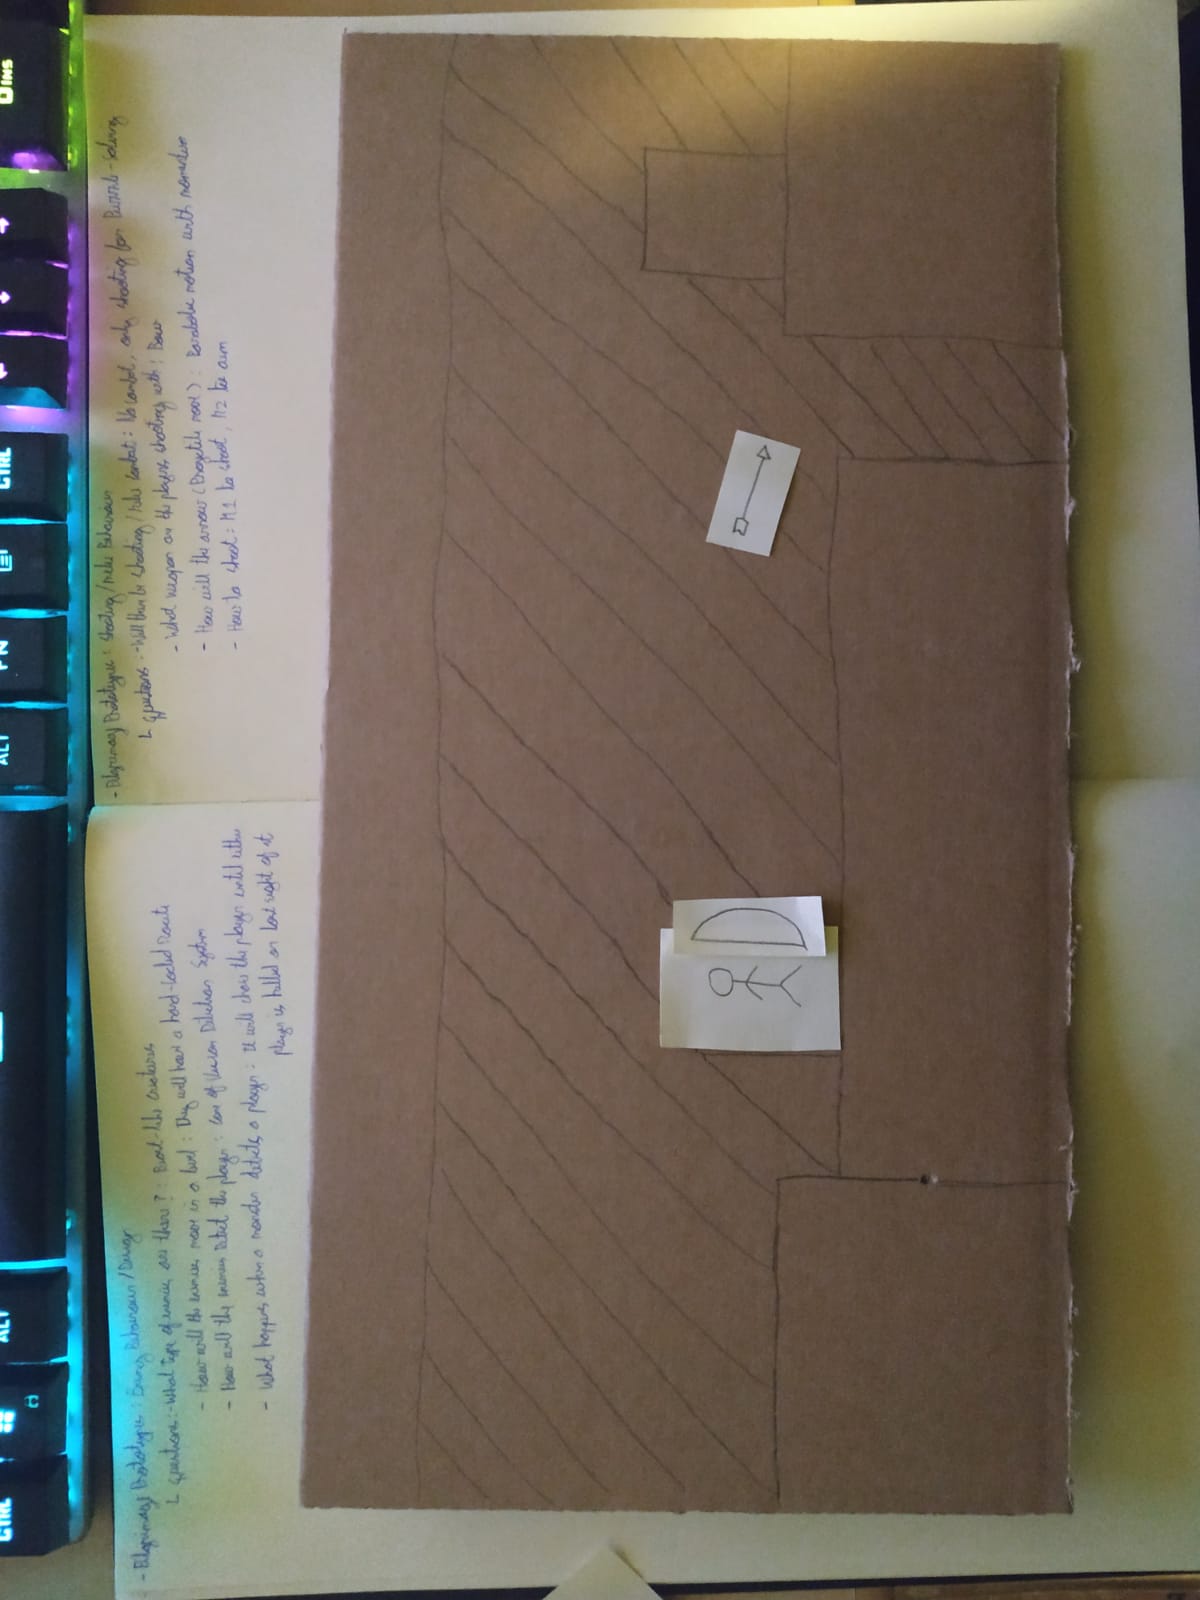 CTRL
ALT
ALT
FN
CTRL
INS
- Pilgrimacy Prototypes : Enemy Behaviour / Design
Questions : - What Type of enemies are there? : Beast-like creatures
- How will the enemies move in a level : They will have a hard-coded Route
- How will the enemies detect the player : Cone of Vision Detection System
- What happens when a monster detects a player : It will chase the player until either
player is killed or lost sight of it
- Pilgrimacy Prototypes : Shooting / melee Behaviour
Questions : - Will there be shooting / melee combat : No combat, only shooting for Puzzle-Solving
- What weapon are the players shooting with : Bow
- How will the arrow (Projectile move) : Parabolic motion with momentum
- How to shoot : M1 to shoot, M2 to aim